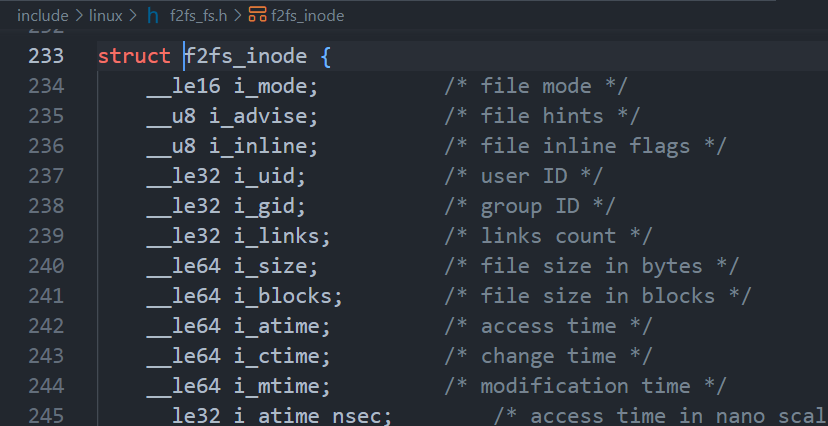 include > linux > h f2fs_fs.h > f2fs_inode
233 struct f2fs_inode {
234 __le16 i_mode; /* file mode */
235 __u8 i_advise; /* file hints */
236 __u8 i_inline; /* file inline flags */
237 __le32 i_uid; /* user ID */
238 __le32 i_gid; /* group ID */
239 __le32 i_links; /* links count */
240 __le64 i_size; /* file size in bytes */
241 __le64 i_blocks; /* file size in blocks */
242 __le64 i_atime; /* access time */
243 __le64 i_ctime; /* change time */
244 __le64 i_mtime; /* modification time */
245 le32 i_atime_nsec; /* access time in nano scal